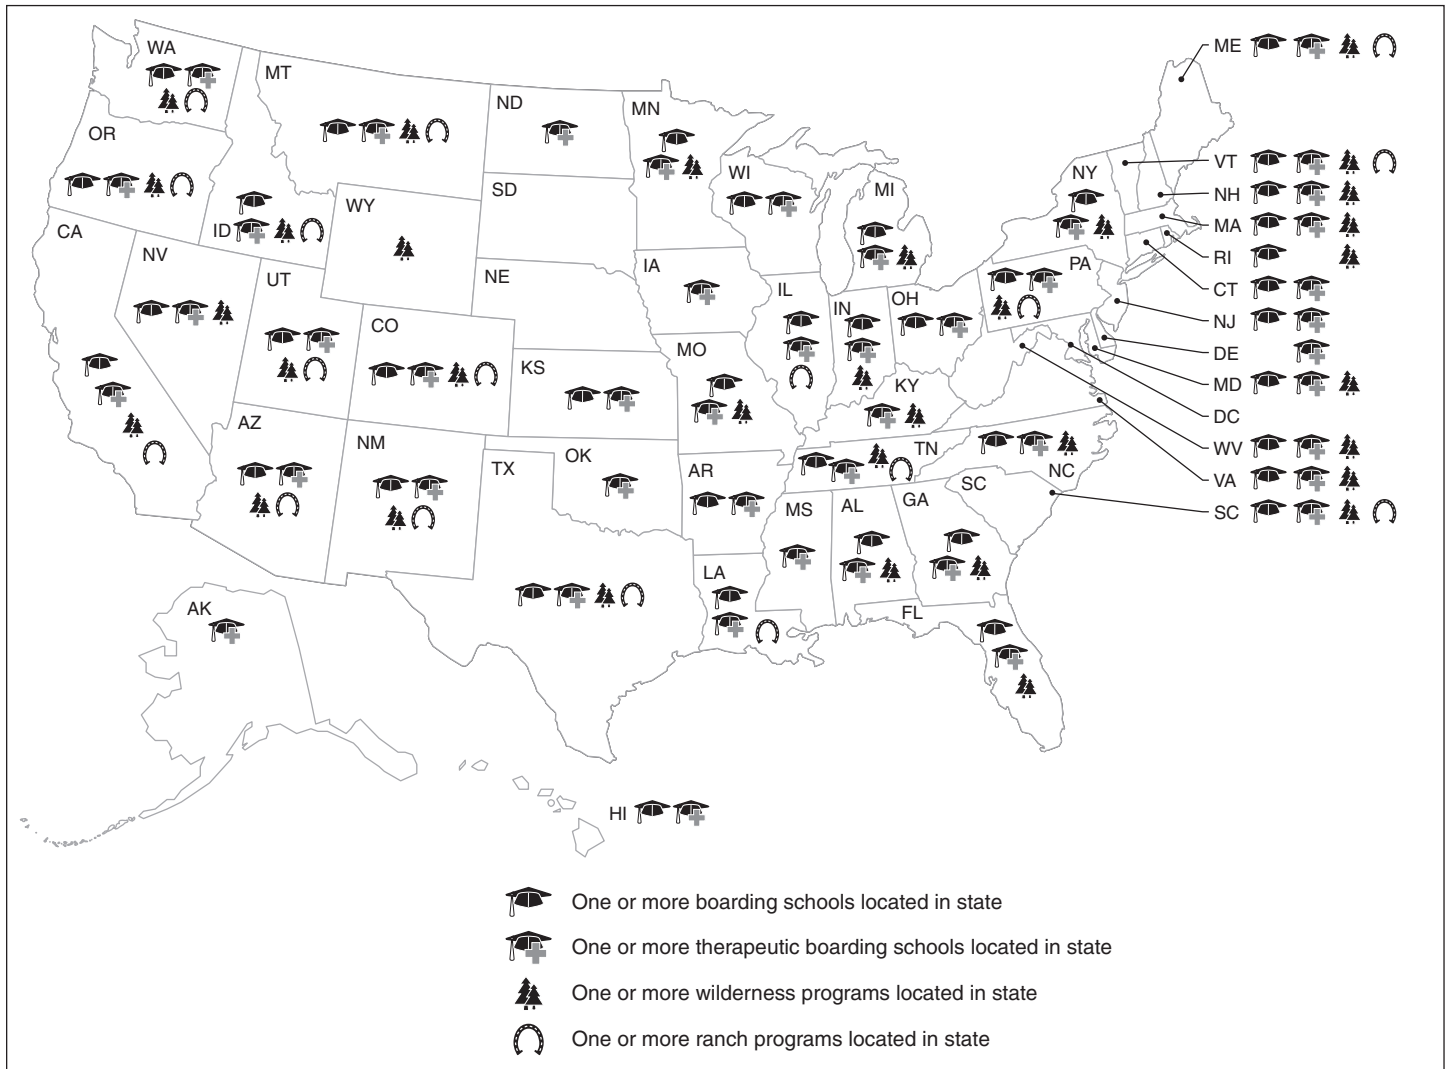 WA
MT
ND
MN
OR
ID
WY
SD
WI
MI
NY
CA
NV
UT
CO
NE
IA
IL
IN
OH
PA
KS
MO
KY
AZ
NM
TX
OK
AR
TN
NC
SC
MS
AL
GA
LA
FL
AK
HI
ME
VT
NH
MA
RI
CT
NJ
DE
MD
DC
WV
VA
SC
One or more boarding schools located in state
One or more therapeutic boarding schools located in state
One or more wilderness programs located in state
One or more ranch programs located in state